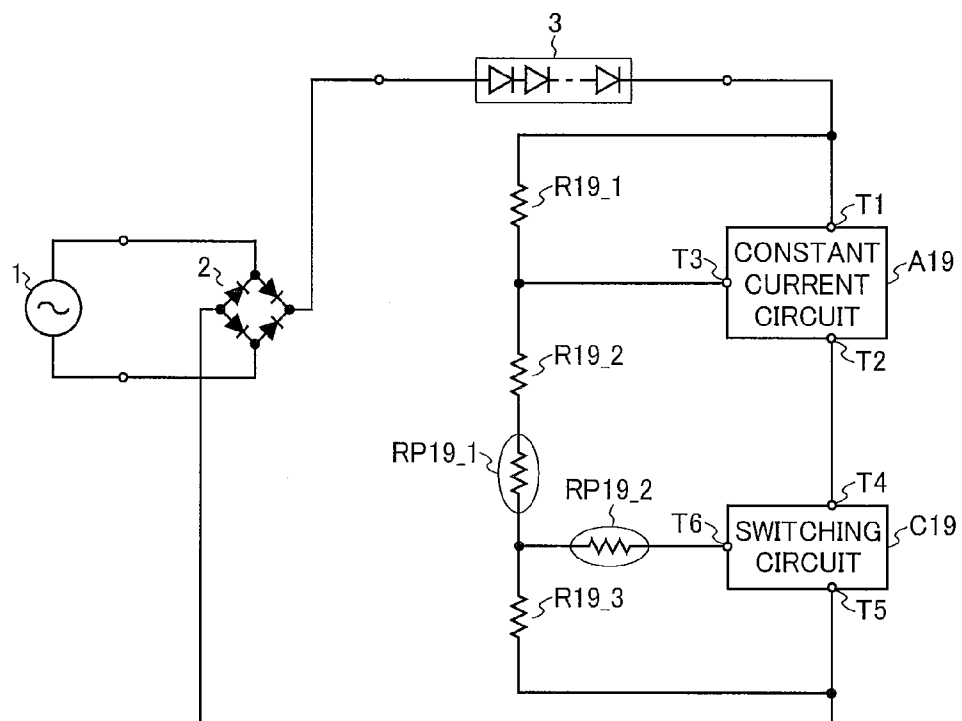 3
R19_1
T1
1
2
T3
CONSTANT
CURRENT
CIRCUIT
A19
R19_2
T2
RP19_1
RP19_2
T4
T6
SWITCHING
CIRCUIT
C19
R19_3
T5